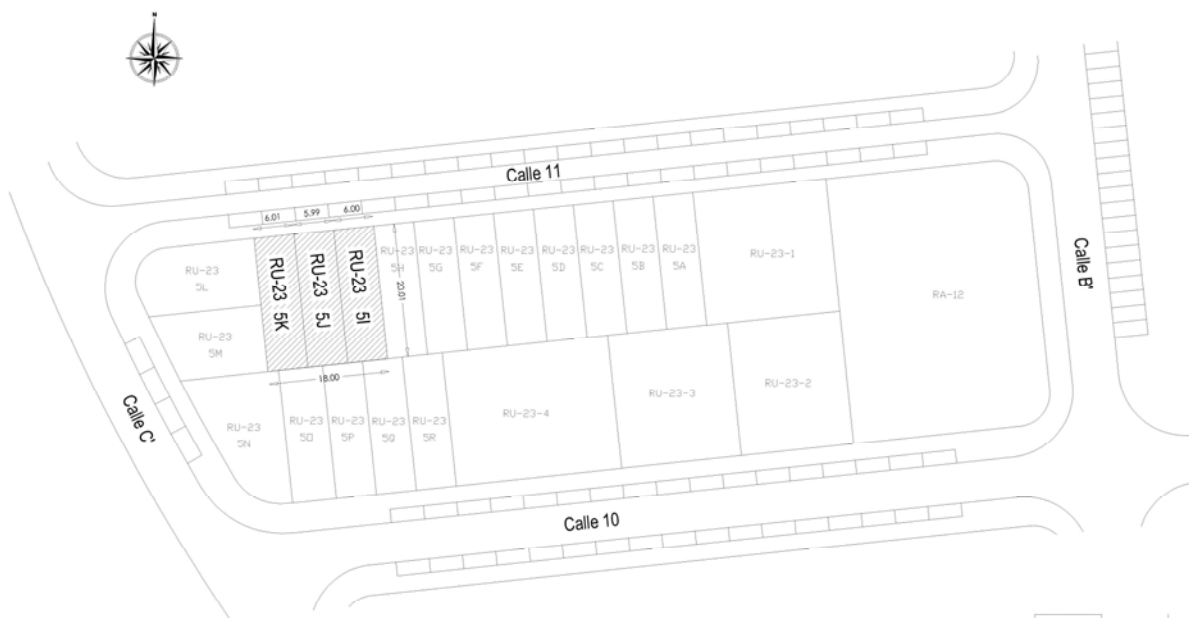 N
Calle 11
6.01
5.99
6.00
RU-23
5L
RU-23 5K
RU-23 5J
RU-23 5I
20.01
RU-23
5H
RU-23
5G
RU-23
5F
RU-23
5E
RU-23
5D
RU-23
5C
RU-23
5B
RU-23
5A
RU-23-1
RA-12
Calle B'
RU-23
5M
18.00
RU-23-2
RU-23-3
RU-23-4
Calle C'
RU-23
5N
RU-23
5O
RU-23
5P
RU-23
5Q
RU-23
5R
Calle 10